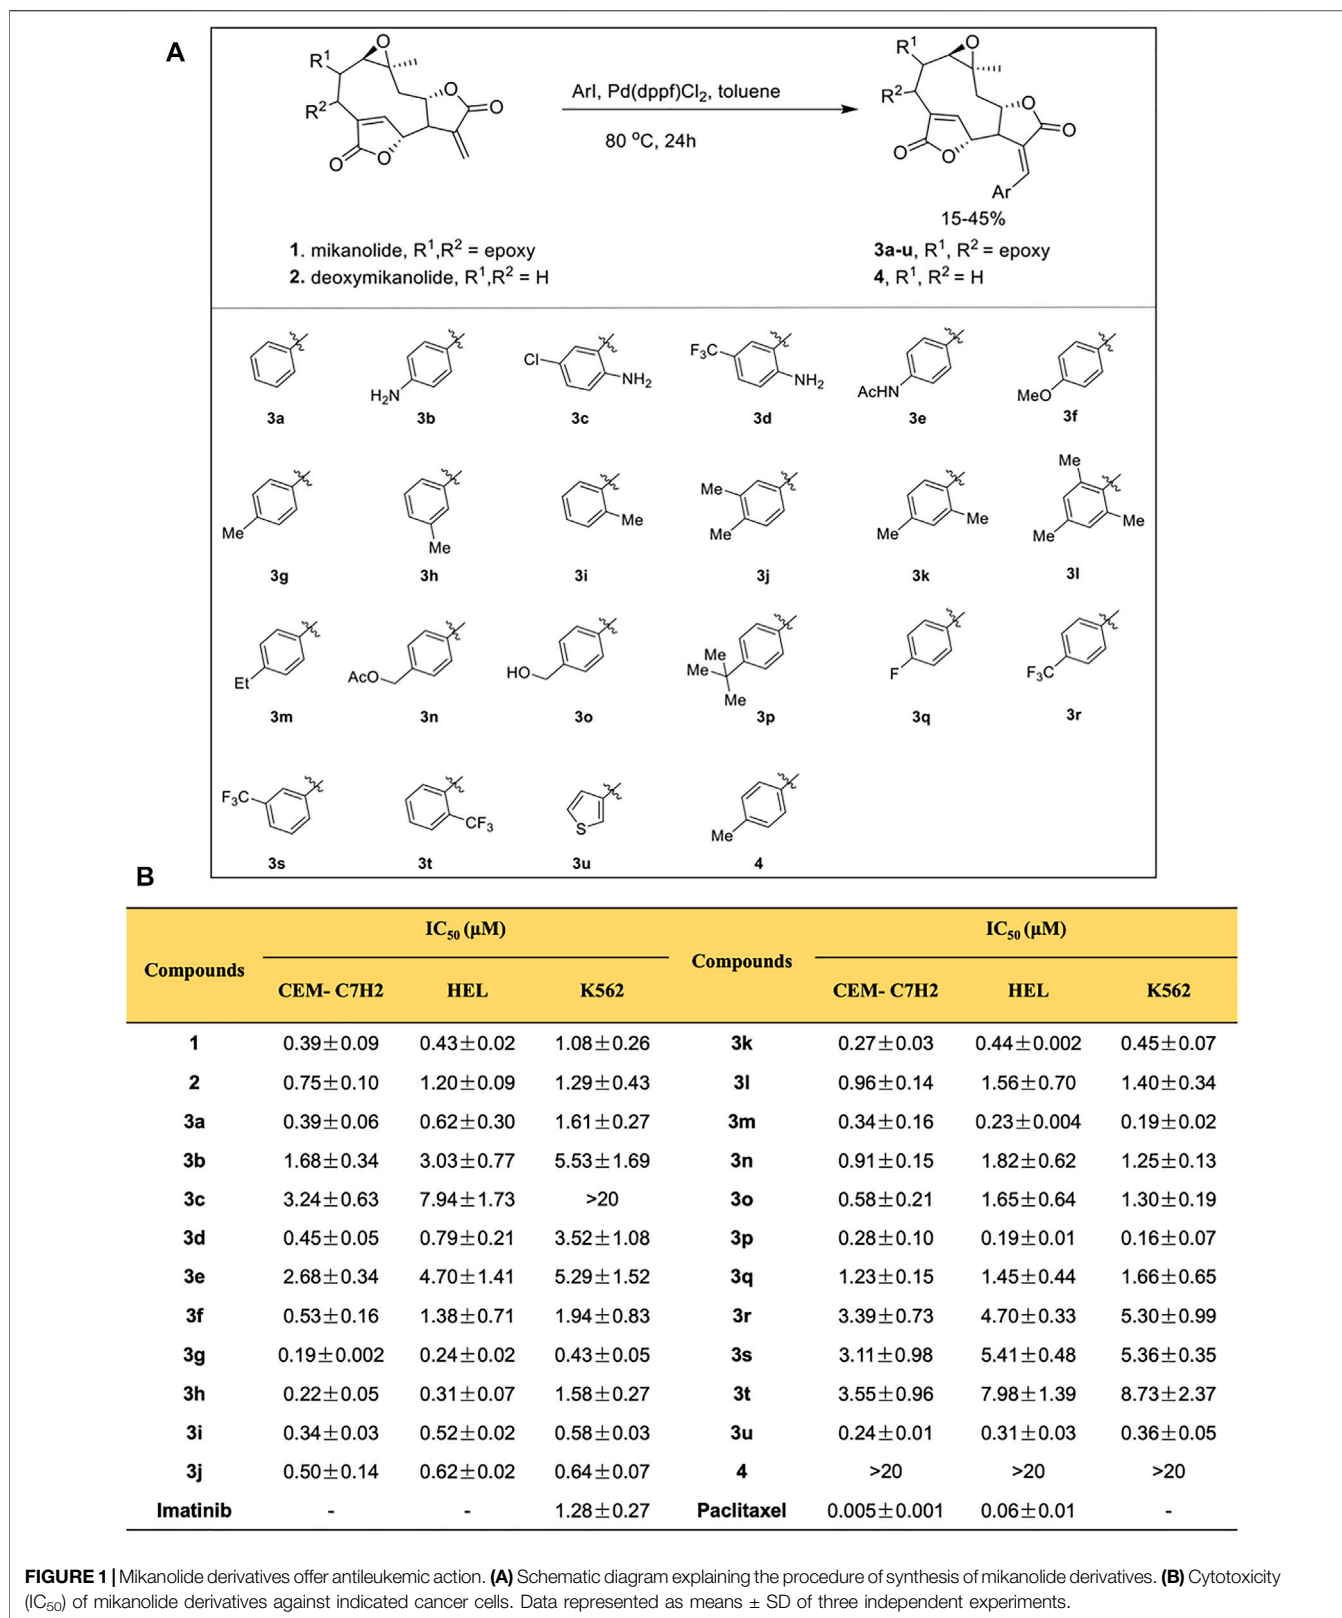 A
R¹ O R² O O O O
ArI, Pd(dppf)Cl₂, toluene
80 °C, 24h
R¹ O R² O O O O Ar
15-45%
1. mikanolide, R¹,R² = epoxy
2. deoxymikanolide, R¹,R² = H
3a-u, R¹, R² = epoxy
4, R¹, R² = H
H₂N Cl NH₂ F₃C NH₂ AcHN MeO
3a 3b 3c 3d 3e 3f
Me Me Me Me Me Me Me Me Me Me
3g 3h 3i 3j 3k 3l
Et AcO HO Me Me Me F F₃C
3m 3n 3o 3p 3q 3r
F₃C CF₃ S Me
3s 3t 3u 4
B
Compounds IC₅₀ (µM) Compounds IC₅₀ (µM)
CEM- C7H2 HEL K562 CEM- C7H2 HEL K562
1 0.39±0.09 0.43±0.02 1.08±0.26 3k 0.27±0.03 0.44±0.002 0.45±0.07
2 0.75±0.10 1.20±0.09 1.29±0.43 3l 0.96±0.14 1.56±0.70 1.40±0.34
3a 0.39±0.06 0.62±0.30 1.61±0.27 3m 0.34±0.16 0.23±0.004 0.19±0.02
3b 1.68±0.34 3.03±0.77 5.53±1.69 3n 0.91±0.15 1.82±0.62 1.25±0.13
3c 3.24±0.63 7.94±1.73 >20 3o 0.58±0.21 1.65±0.64 1.30±0.19
3d 0.45±0.05 0.79±0.21 3.52±1.08 3p 0.28±0.10 0.19±0.01 0.16±0.07
3e 2.68±0.34 4.70±1.41 5.29±1.52 3q 1.23±0.15 1.45±0.44 1.66±0.65
3f 0.53±0.16 1.38±0.71 1.94±0.83 3r 3.39±0.73 4.70±0.33 5.30±0.99
3g 0.19±0.002 0.24±0.02 0.43±0.05 3s 3.11±0.98 5.41±0.48 5.36±0.35
3h 0.22±0.05 0.31±0.07 1.58±0.27 3t 3.55±0.96 7.98±1.39 8.73±2.37
3i 0.34±0.03 0.52±0.02 0.58±0.03 3u 0.24±0.01 0.31±0.03 0.36±0.05
3j 0.50±0.14 0.62±0.02 0.64±0.07 4 >20 >20 >20
Imatinib - - 1.28±0.27 Paclitaxel 0.005±0.001 0.06±0.01 -
FIGURE 1 | Mikanolide derivatives offer antileukemic action. (A) Schematic diagram explaining the procedure of synthesis of mikanolide derivatives. (B) Cytotoxicity
(IC₅₀) of mikanolide derivatives against indicated cancer cells. Data represented as means ± SD of three independent experiments.